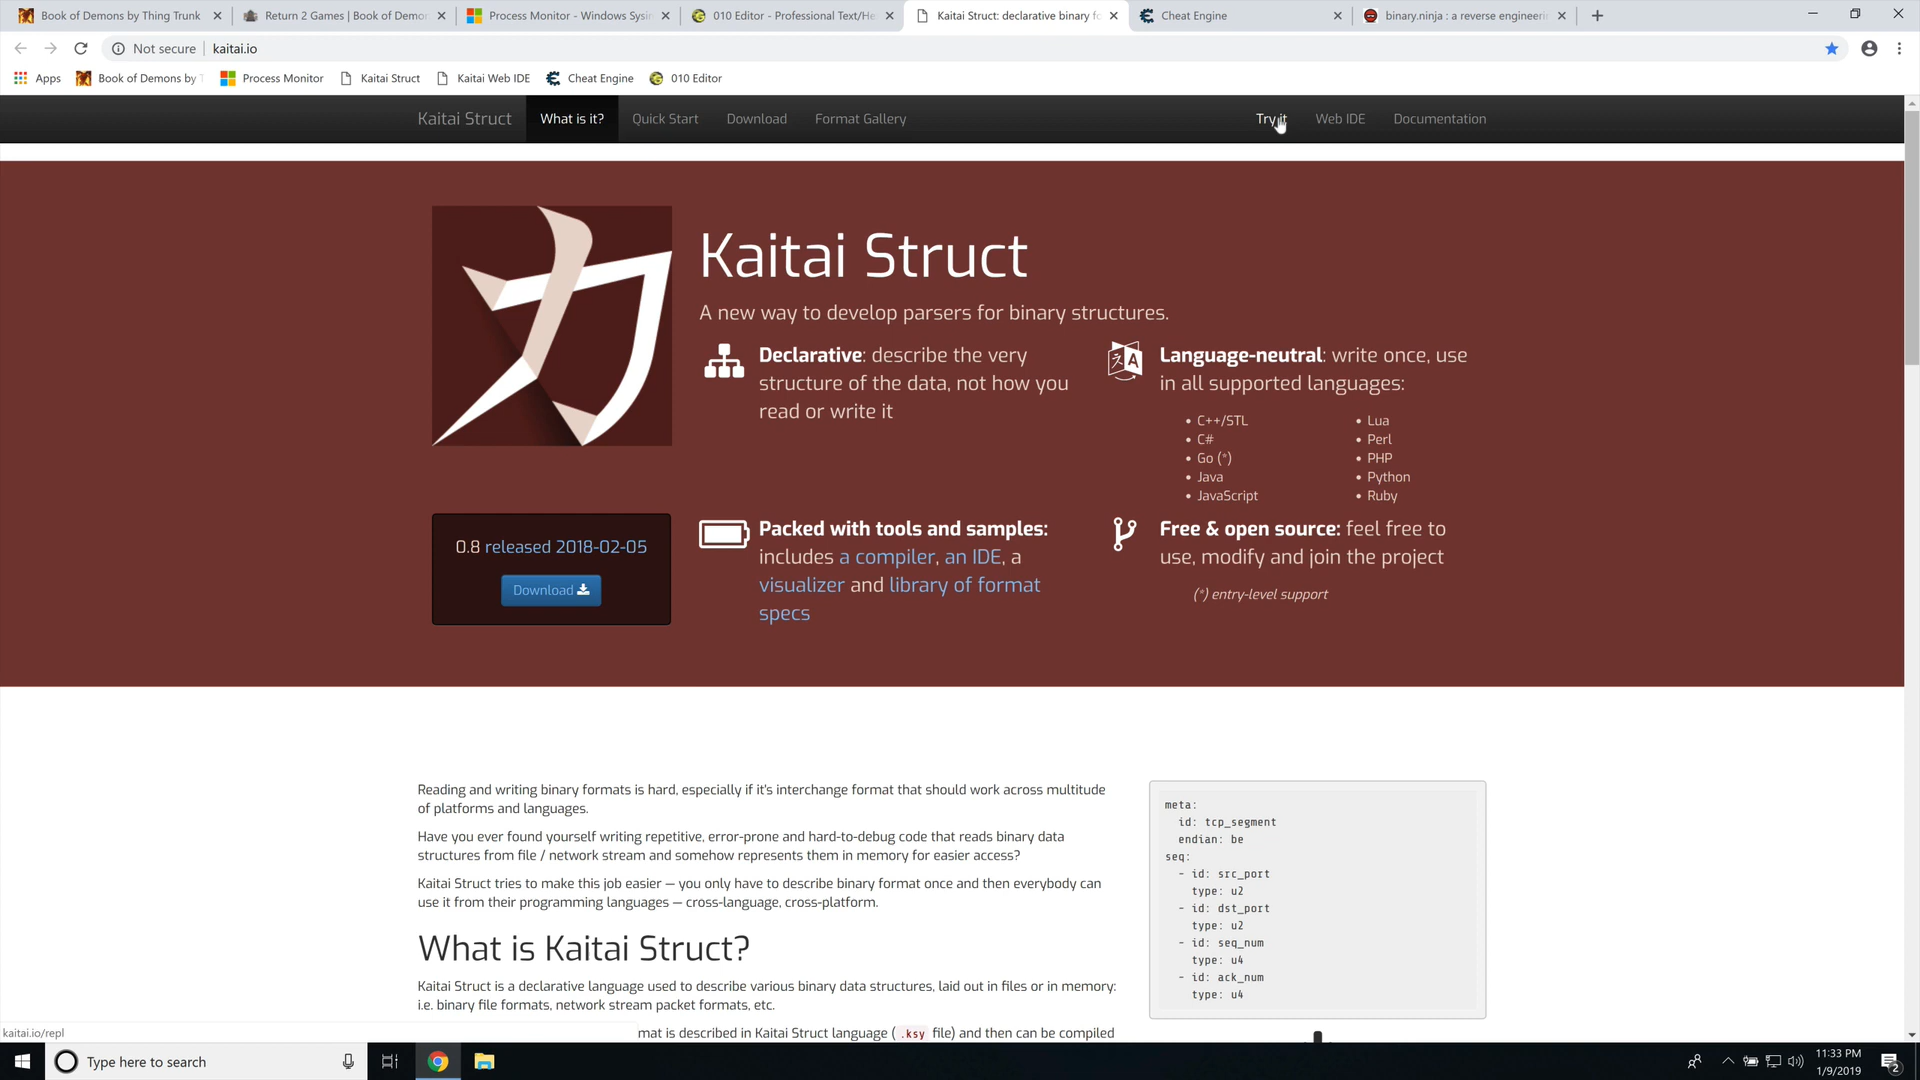 Book of Demons by Thing Trunk
Return 2 Games | Book of Demon
Process Monitor - Windows Sysin
010 Editor - Professional Text/He
Kaitai Struct: declarative binary fo
Cheat Engine
binary.ninja : a reverse engineerin
Not secure
kaitai.io
Apps
Book of Demons by T
Process Monitor
Kaitai Struct
Kaitai Web IDE
Cheat Engine
010 Editor
Kaitai Struct
What is it?
Quick Start
Download
Format Gallery
Try it
Web IDE
Documentation
Kaitai Struct
A new way to develop parsers for binary structures.
Declarative: describe the very
structure of the data, not how you
read or write it
Language-neutral: write once, use
in all supported languages:
• C++/STL
• C#
• Go (*)
• Java
• JavaScript
• Lua
• Perl
• PHP
• Python
• Ruby
0.8 released 2018-02-05
Download
Packed with tools and samples:
includes a compiler, an IDE, a
visualizer and library of format
specs
Free & open source: feel free to
use, modify and join the project
(*) entry-level support
Reading and writing binary formats is hard, especially if it's interchange format that should work across multitude
of platforms and languages.
Have you ever found yourself writing repetitive, error-prone and hard-to-debug code that reads binary data
structures from file / network stream and somehow represents them in memory for easier access?
Kaitai Struct tries to make this job easier — you only have to describe binary format once and then everybody can
use it from their programming languages — cross-language, cross-platform.
What is Kaitai Struct?
Kaitai Struct is a declarative language used to describe various binary data structures, laid out in files or in memory:
i.e. binary file formats, network stream packet formats, etc.
mat is described in Kaitai Struct language ( .ksy file) and then can be compiled
meta:
id: tcp_segment
endian: be
seq:
- id: src_port
type: u2
- id: dst_port
type: u2
- id: seq_num
type: u4
- id: ack_num
type: u4
kaitai.io/repl
Type here to search
11:33 PM
1/9/2019
2